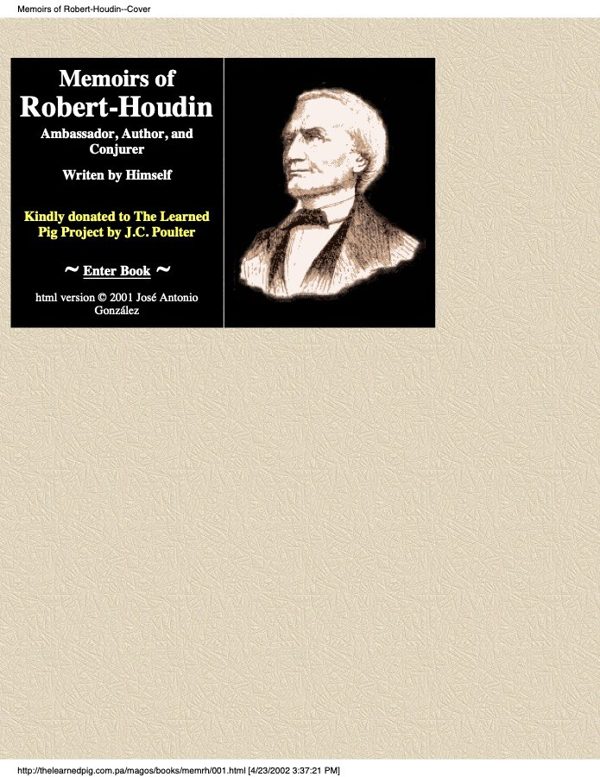 Memoirs of Robert-Houdin--Cover
Memoirs of
Robert-Houdin
Ambassador, Author, and
Conjurer
Writen by Himself
Kindly donated to The Learned
Pig Project by J.C. Poulter
~ Enter Book ~
html version © 2001 José Antonio
González
http://thelearnedpig.com.pa/magos/books/memrh/001.html [4/23/2002 3:37:21 PM]